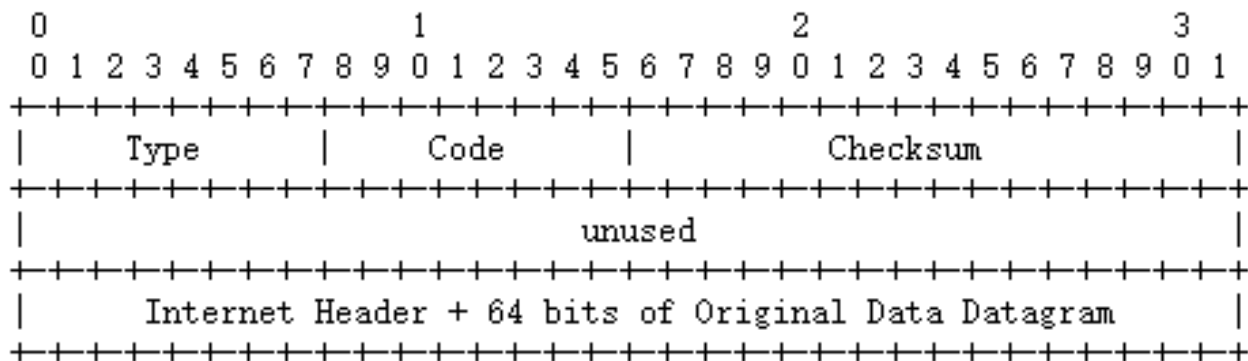 0 1 2 3
0 1 2 3 4 5 6 7 8 9 0 1 2 3 4 5 6 7 8 9 0 1 2 3 4 5 6 7 8 9 0 1
+-+-+-+-+-+-+-+-+-+-+-+-+-+-+-+-+-+-+-+-+-+-+-+-+-+-+-+-+-+-+-+-+
| Type | Code | Checksum |
+-+-+-+-+-+-+-+-+-+-+-+-+-+-+-+-+-+-+-+-+-+-+-+-+-+-+-+-+-+-+-+-+
| unused |
+-+-+-+-+-+-+-+-+-+-+-+-+-+-+-+-+-+-+-+-+-+-+-+-+-+-+-+-+-+-+-+-+
| Internet Header + 64 bits of Original Data Datagram |
+-+-+-+-+-+-+-+-+-+-+-+-+-+-+-+-+-+-+-+-+-+-+-+-+-+-+-+-+-+-+-+-+